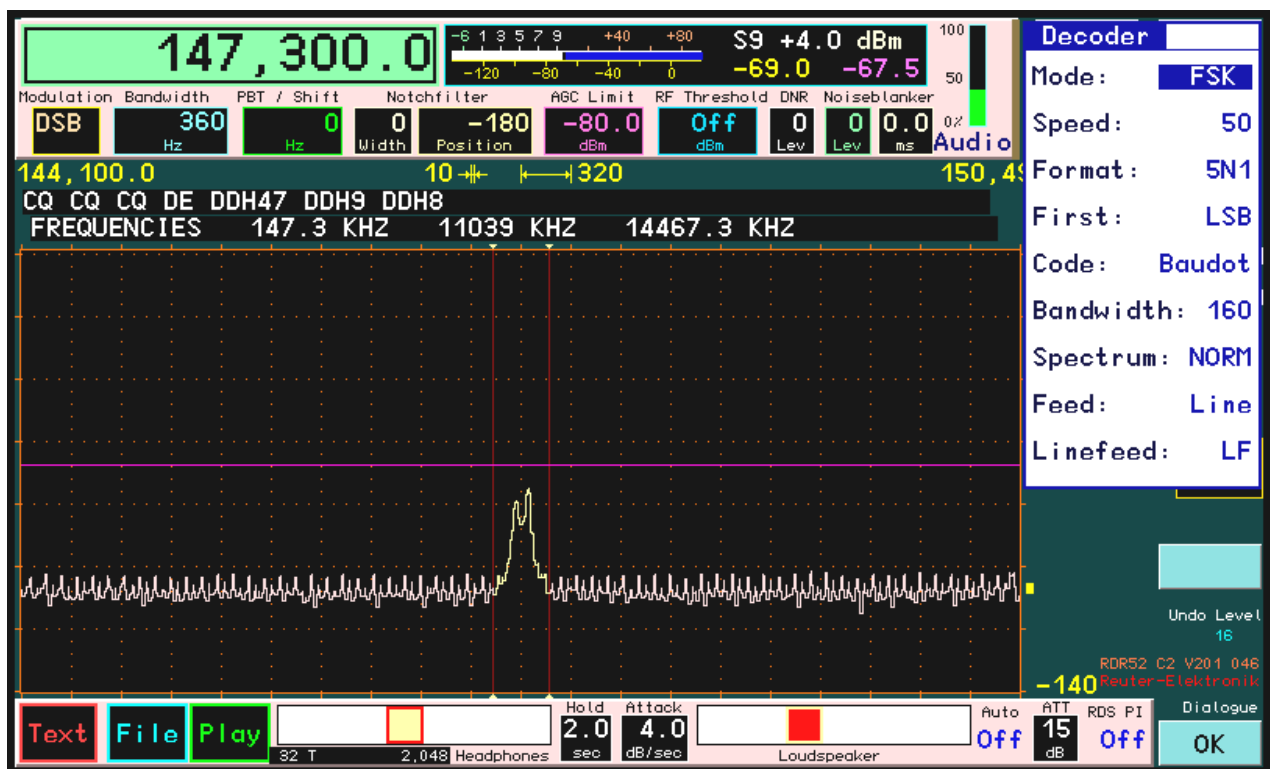 147,300.0
-6 1 3 5 7 9 +40 +80
-120 -80 -40 0
S9 +4.0 dBm
-69.0 -67.5
100
50
0%
Audio
Modulation Bandwidth PBT / Shift Notchfilter AGC Limit RF Threshold DNR Noiseblanker
DSB 360 0 0 -180 -80.0 Off 0 0 0.0
Hz Hz Width Position dBm dBm Lev Lev ms
144,100.0 10 320 150,49
CQ CQ CQ DE DDH47 DDH9 DDH8
FREQUENCIES 147.3 KHZ 11039 KHZ 14467.3 KHZ
Decoder
Mode: FSK
Speed: 50
Format: 5N1
First: LSB
Code: Baudot
Bandwidth: 160
Spectrum: NORM
Feed: Line
Linefeed: LF
Undo Level
16
RDR52 C2 V201 046
-140 Reuter-Elektronik
Text File Play
32 T 2,048 Headphones
Hold Attack
2.0 4.0
sec dB/sec
Loudspeaker
Auto ATT RDS PI Dialogue
Off 15 Off OK
dB